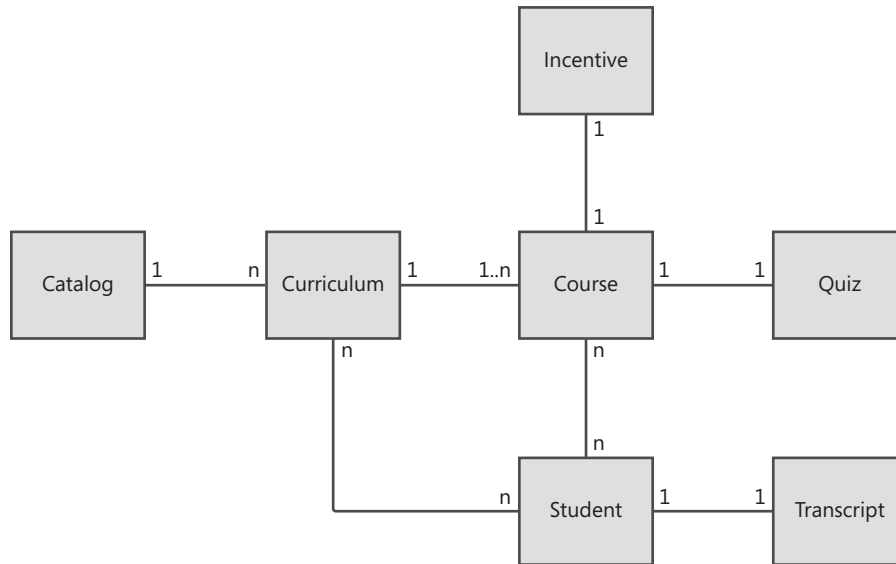 Incentive
1
1
Catalog 1 n Curriculum 1 1..n Course 1 1 Quiz
n n
n
n Student 1 1 Transcript